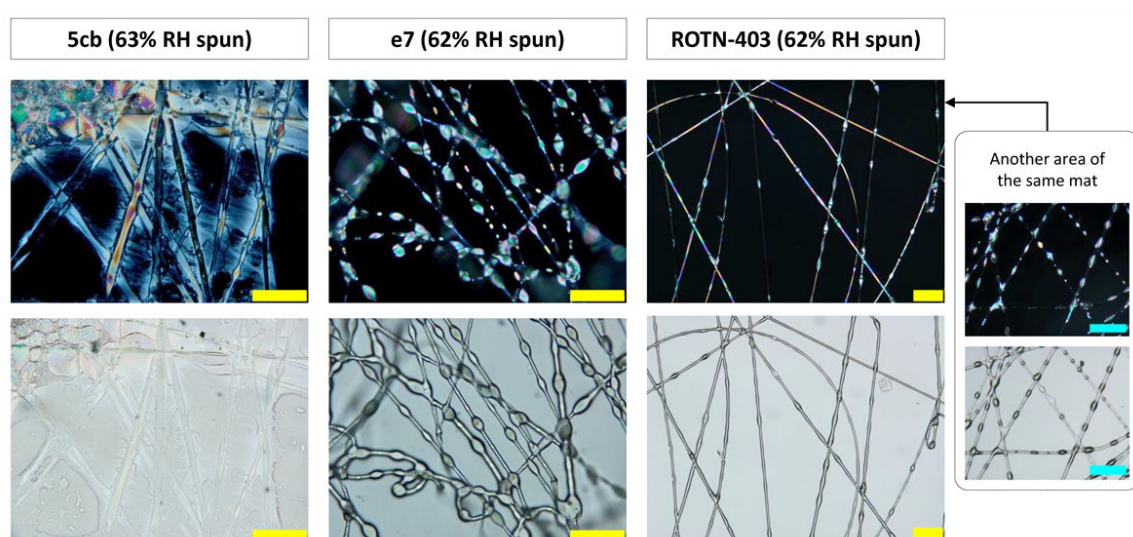 5cb (63% RH spun)
e7 (62% RH spun)
ROTN-403 (62% RH spun)
Another area of
the same mat